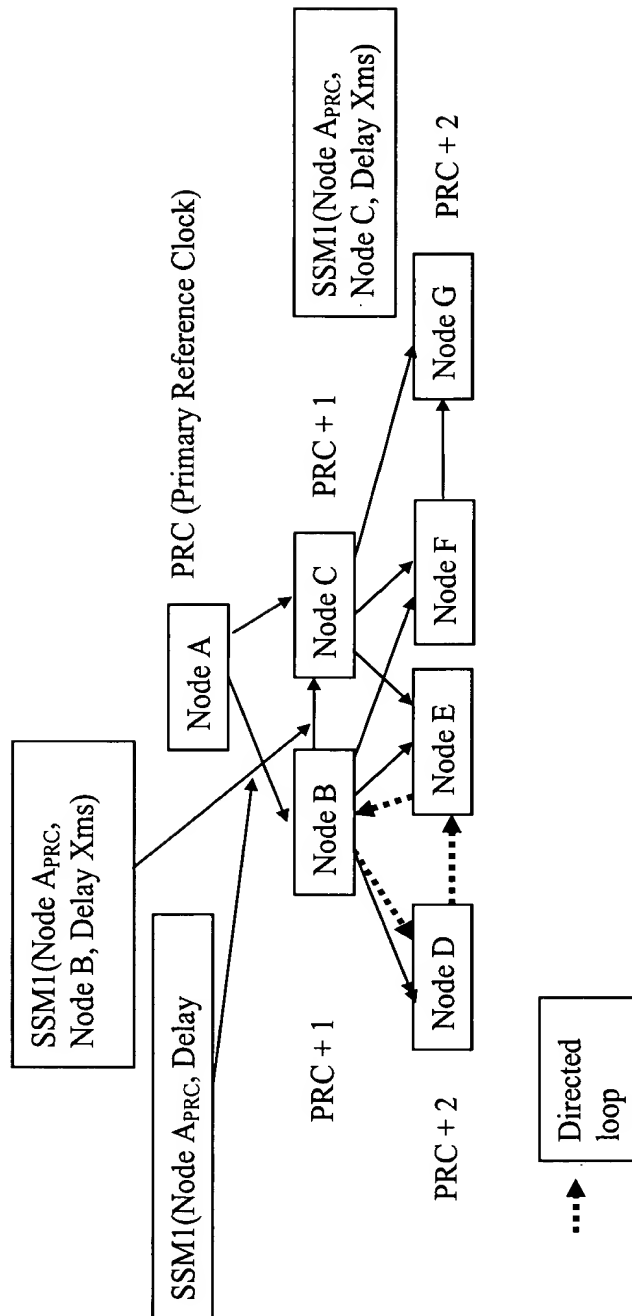 SSM1(Node APRC,
Node B, Delay Xms)
SSM1(Node APRC, Delay
PRC (Primary Reference Clock)
Node A
PRC + 1
Node B
Node C
PRC + 1
SSM1(Node APRC,
Node C, Delay Xms)
PRC + 2
Node D
Node E
Node F
Node G
PRC + 2
Directed
loop